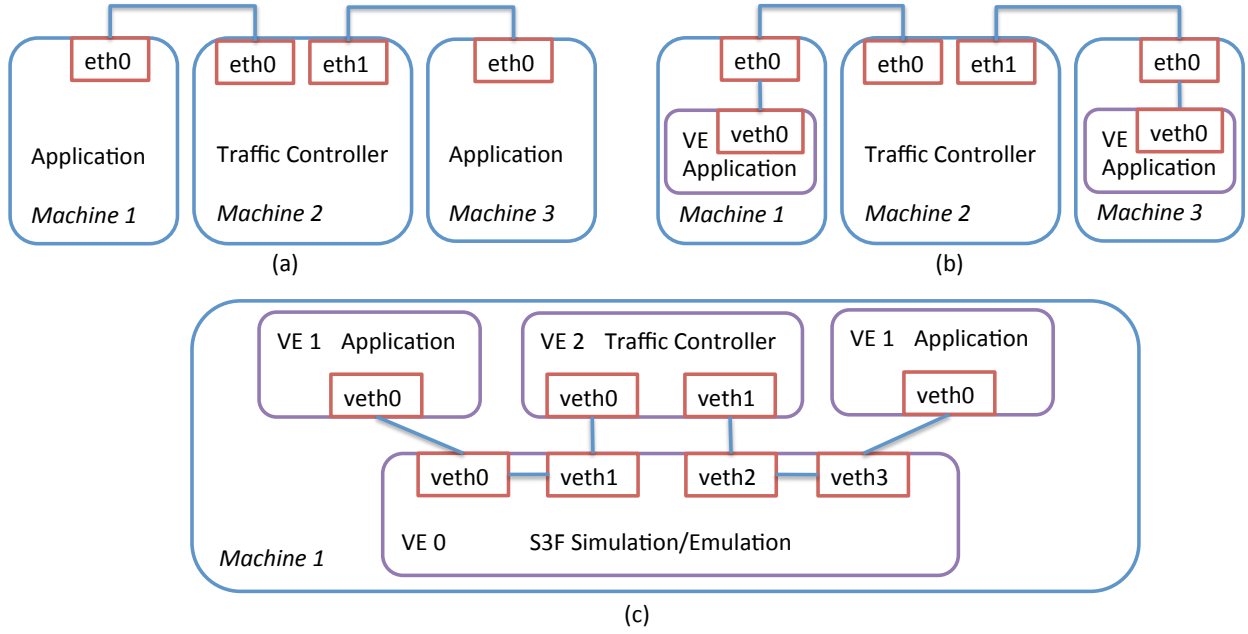 eth0
eth0
eth1
eth0
Application
Traffic Controller
Application
Machine 1
Machine 2
Machine 3
(a)
eth0
eth0
eth1
eth0
VE
veth0
Application
Traffic Controller
VE
veth0
Application
Machine 1
Machine 2
Machine 3
(b)
VE 1 Application
veth0
VE 2 Traffic Controller
veth0
veth1
VE 1 Application
veth0
veth0
veth1
veth2
veth3
VE 0 S3F Simulation/Emulation
Machine 1
(c)